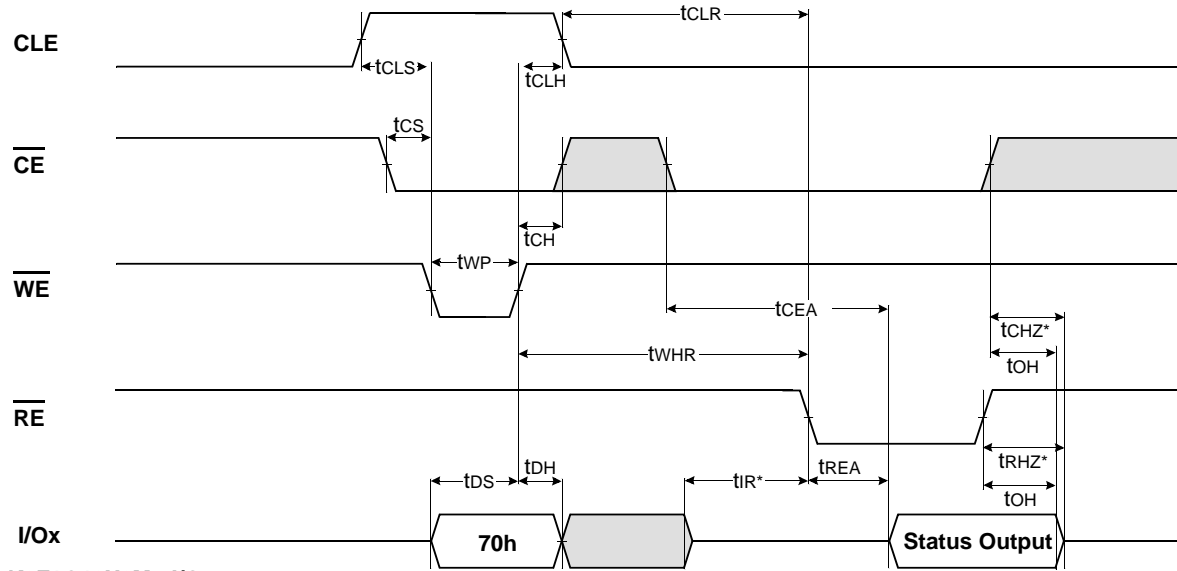 tCLR
CLE
tCLS
tCLH
tCS
CE
tCH
tWP
WE
tCEA
tCHZ*
tWHR
tOH
RE
tRHZ*
tDH
tREA
tDS
tIR*
tOH
I/Ox
70h
Status Output